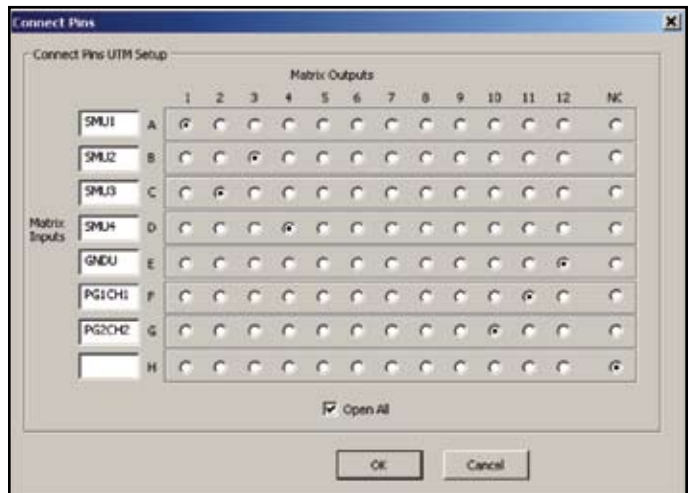 Connect Pins
Connect Pins UTM Setup
Matrix Outputs
1 2 3 4 5 6 7 8 9 10 11 12 NC
SMU1 A
SMU2 B
SMU3 C
Matrix Inputs
SMU4 D
GNDU E
PG1CH1 F
PG2CH2 G
H
Open All
OK Cancel